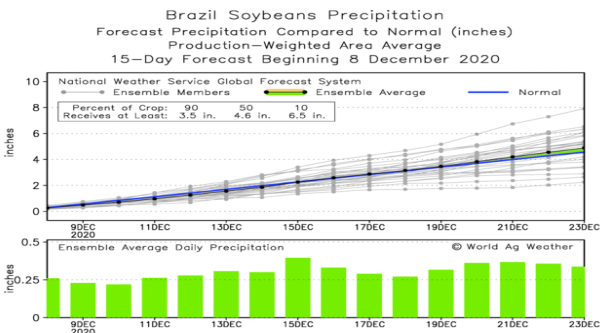 Brazil Soybeans Precipitation
Forecast Precipitation Compared to Normal (inches)
Production-Weighted Area Average
15-Day Forecast Beginning 8 December 2020
National Weather Service Global Forecast System
Ensemble Members Ensemble Average Normal
Percent of Crop: 90 50 10
Receives at Least: 3.5 in. 4.6 in. 6.5 in.
inches
10
8
6
4
2
0
9DEC 11DEC 13DEC 15DEC 17DEC 19DEC 21DEC 23DEC
2020
Ensemble Average Daily Precipitation © World Ag Weather
inches
0.5
0.25
0
9DEC 11DEC 13DEC 15DEC 17DEC 19DEC 21DEC 23DEC
2020